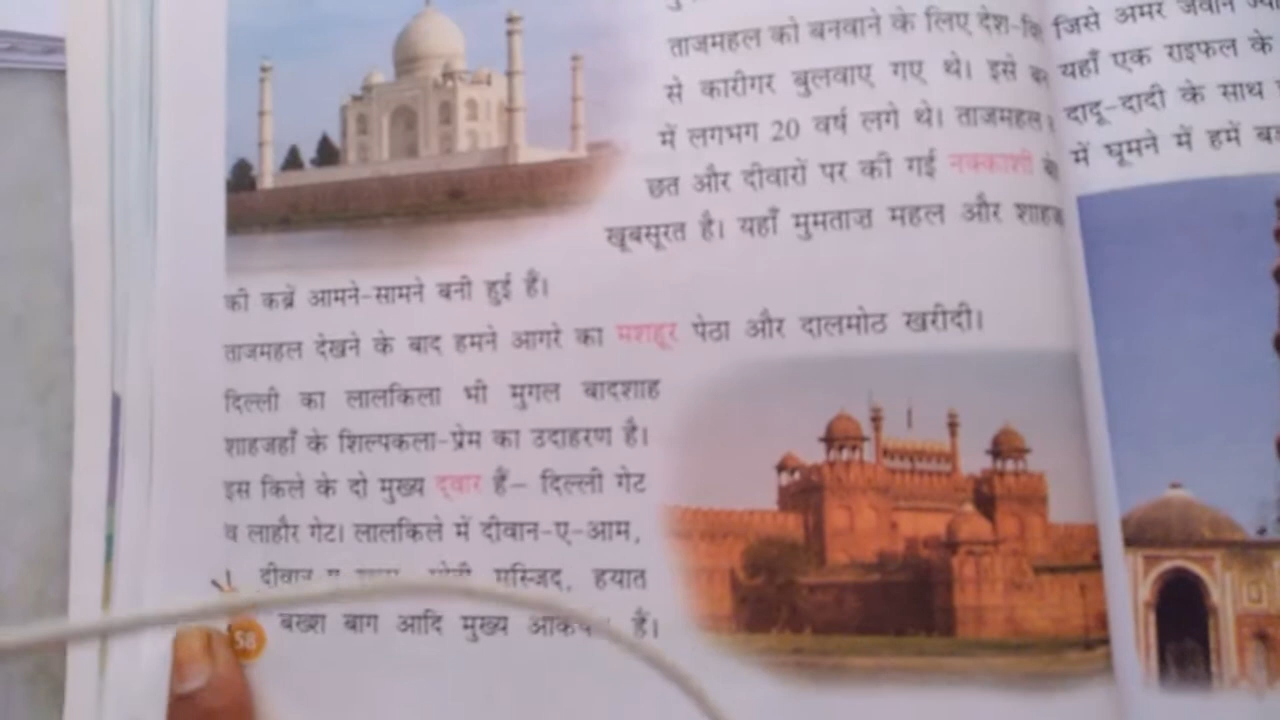 ताजमहल को बनवाने के लिए देश-
से कारीगर बुलवाए गए थे। इसे
में लगभग 20 वर्ष लगे थे। ताजमहल
छत और दीवारों पर की गई नक्काशी
खूबसूरत है। यहाँ मुमताज़ महल और
की कब्रें आमने-सामने बनी हुई हैं।
ताजमहल देखने के बाद हमने आगरे का मशहूर पेठा और दालमोठ खरीदी।
दिल्ली का लालकिला भी मुगल बादशाह
शाहजहाँ के शिल्पकला-प्रेम का उदाहरण है।
इस किले के दो मुख्य द्वार हैं– दिल्ली गेट
व लाहौर गेट। लालकिले में दीवान-ए-आम,
मस्जिद, हयात
बख्श बाग आदि मुख्य हैं।
58
जिसे अमर जवान
यहाँ एक राइफल के
दादू-दादी के साथ
में घूमने में हमें